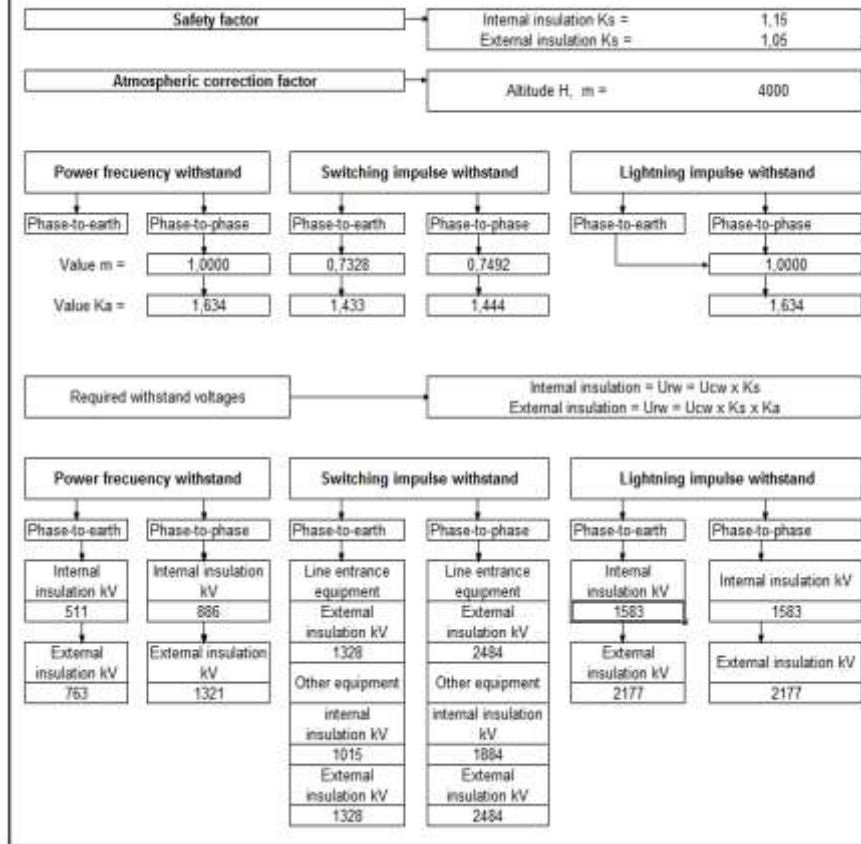 Safety factor
Internal insulation Ks = 1,15
External insulation Ks = 1,05
Atmospheric correction factor
Altitude H, m = 4000
Power frecuency withstand
Switching impulse withstand
Lightning impulse withstand
Phase-to-earth Phase-to-phase Phase-to-earth Phase-to-phase Phase-to-earth Phase-to-phase
Value m = 1,0000 0,7328 0,7492 1,0000
Value Ka = 1,634 1,433 1,444 1,634
Required withstand voltages
Internal insulation = Urw = Ucw x Ks
External insulation = Urw = Ucw x Ks x Ka
Power frecuency withstand
Switching impulse withstand
Lightning impulse withstand
Phase-to-earth Phase-to-phase Phase-to-earth Phase-to-phase Phase-to-earth Phase-to-phase
Internal
insulation kV
511
External
insulation kV
763
Internal insulation
kV
886
External insulation
kV
1321
Line entrance
equipment
External
insulation kV
1328
Other equipment
internal
insulation kV
1015
External
insulation kV
1328
Line entrance
equipment
External
insulation kV
2484
Other equipment
internal insulation
kV
1884
External
insulation kV
2484
Internal
insulation kV
1583
External
insulation kV
2177
Internal insulation kV
1583
External insulation kV
2177